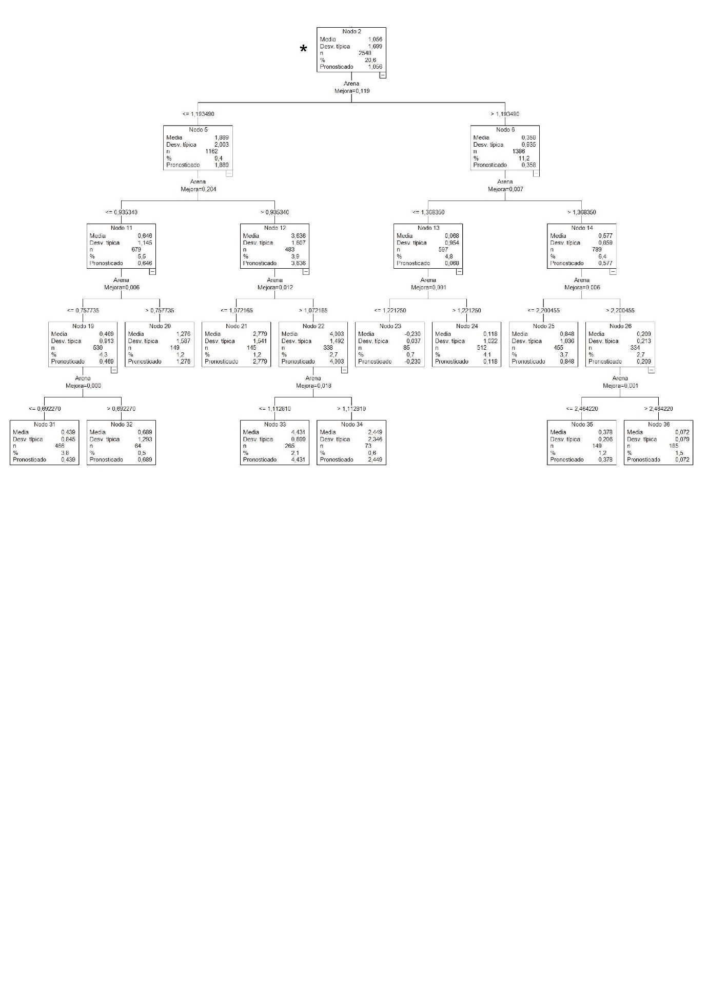 Nodo 2
*
Media 1,056
Desv. típica 1,699
n 2548
% 20,6
Pronosticado 1,056
Arena
Mejora=0,119
<= 1,193490
> 1,193490
Nodo 5
Media 1,889
Desv. típica 2,003
n 1162
% 9,4
Pronosticado 1,889
Nodo 6
Media 0,358
Desv. típica 0,935
n 1386
% 11,2
Pronosticado 0,358
Arena
Mejora=0,204
Arena
Mejora=0,007
<= 0,935340
> 0,935340
<= 1,368350
> 1,368350
Nodo 11
Media 0,646
Desv. típica 1,145
n 679
% 5,5
Pronosticado 0,646
Nodo 12
Media 3,636
Desv. típica 1,607
n 483
% 3,9
Pronosticado 3,636
Nodo 13
Media 0,068
Desv. típica 0,954
n 597
% 4,8
Pronosticado 0,068
Nodo 14
Media 0,577
Desv. típica 0,859
n 789
% 6,4
Pronosticado 0,577
Arena
Mejora=0,006
Arena
Mejora=0,012
Arena
Mejora=0,001
Arena
Mejora=0,006
<= 0,757735
> 0,757735
<= 1,072165
> 1,072165
<= 1,221250
> 1,221250
<= 2,200455
> 2,200455
Nodo 19
Media 0,469
Desv. típica 0,913
n 530
% 4,3
Pronosticado 0,469
Nodo 20
Media 1,276
Desv. típica 1,587
n 149
% 1,2
Pronosticado 1,276
Nodo 21
Media 2,779
Desv. típica 1,541
n 145
% 1,2
Pronosticado 2,779
Nodo 22
Media 4,003
Desv. típica 1,492
n 338
% 2,7
Pronosticado 4,003
Nodo 23
Media -0,230
Desv. típica 0,037
n 85
% 0,7
Pronosticado -0,230
Nodo 24
Media 0,118
Desv. típica 1,022
n 512
% 4,1
Pronosticado 0,118
Nodo 25
Media 0,848
Desv. típica 1,036
n 455
% 3,7
Pronosticado 0,848
Nodo 26
Media 0,209
Desv. típica 0,213
n 334
% 2,7
Pronosticado 0,209
Arena
Mejora=0,000
Arena
Mejora=0,018
Arena
Mejora=0,001
<= 0,692270
> 0,692270
<= 1,112810
> 1,112810
<= 2,464220
> 2,464220
Nodo 31
Media 0,439
Desv. típica 0,845
n 466
% 3,8
Pronosticado 0,439
Nodo 32
Media 0,689
Desv. típica 1,293
n 64
% 0,5
Pronosticado 0,689
Nodo 33
Media 4,431
Desv. típica 0,699
n 265
% 2,1
Pronosticado 4,431
Nodo 34
Media 2,449
Desv. típica 2,346
n 73
% 0,6
Pronosticado 2,449
Nodo 35
Media 0,378
Desv. típica 0,206
n 149
% 1,2
Pronosticado 0,378
Nodo 36
Media 0,072
Desv. típica 0,079
n 185
% 1,5
Pronosticado 0,072